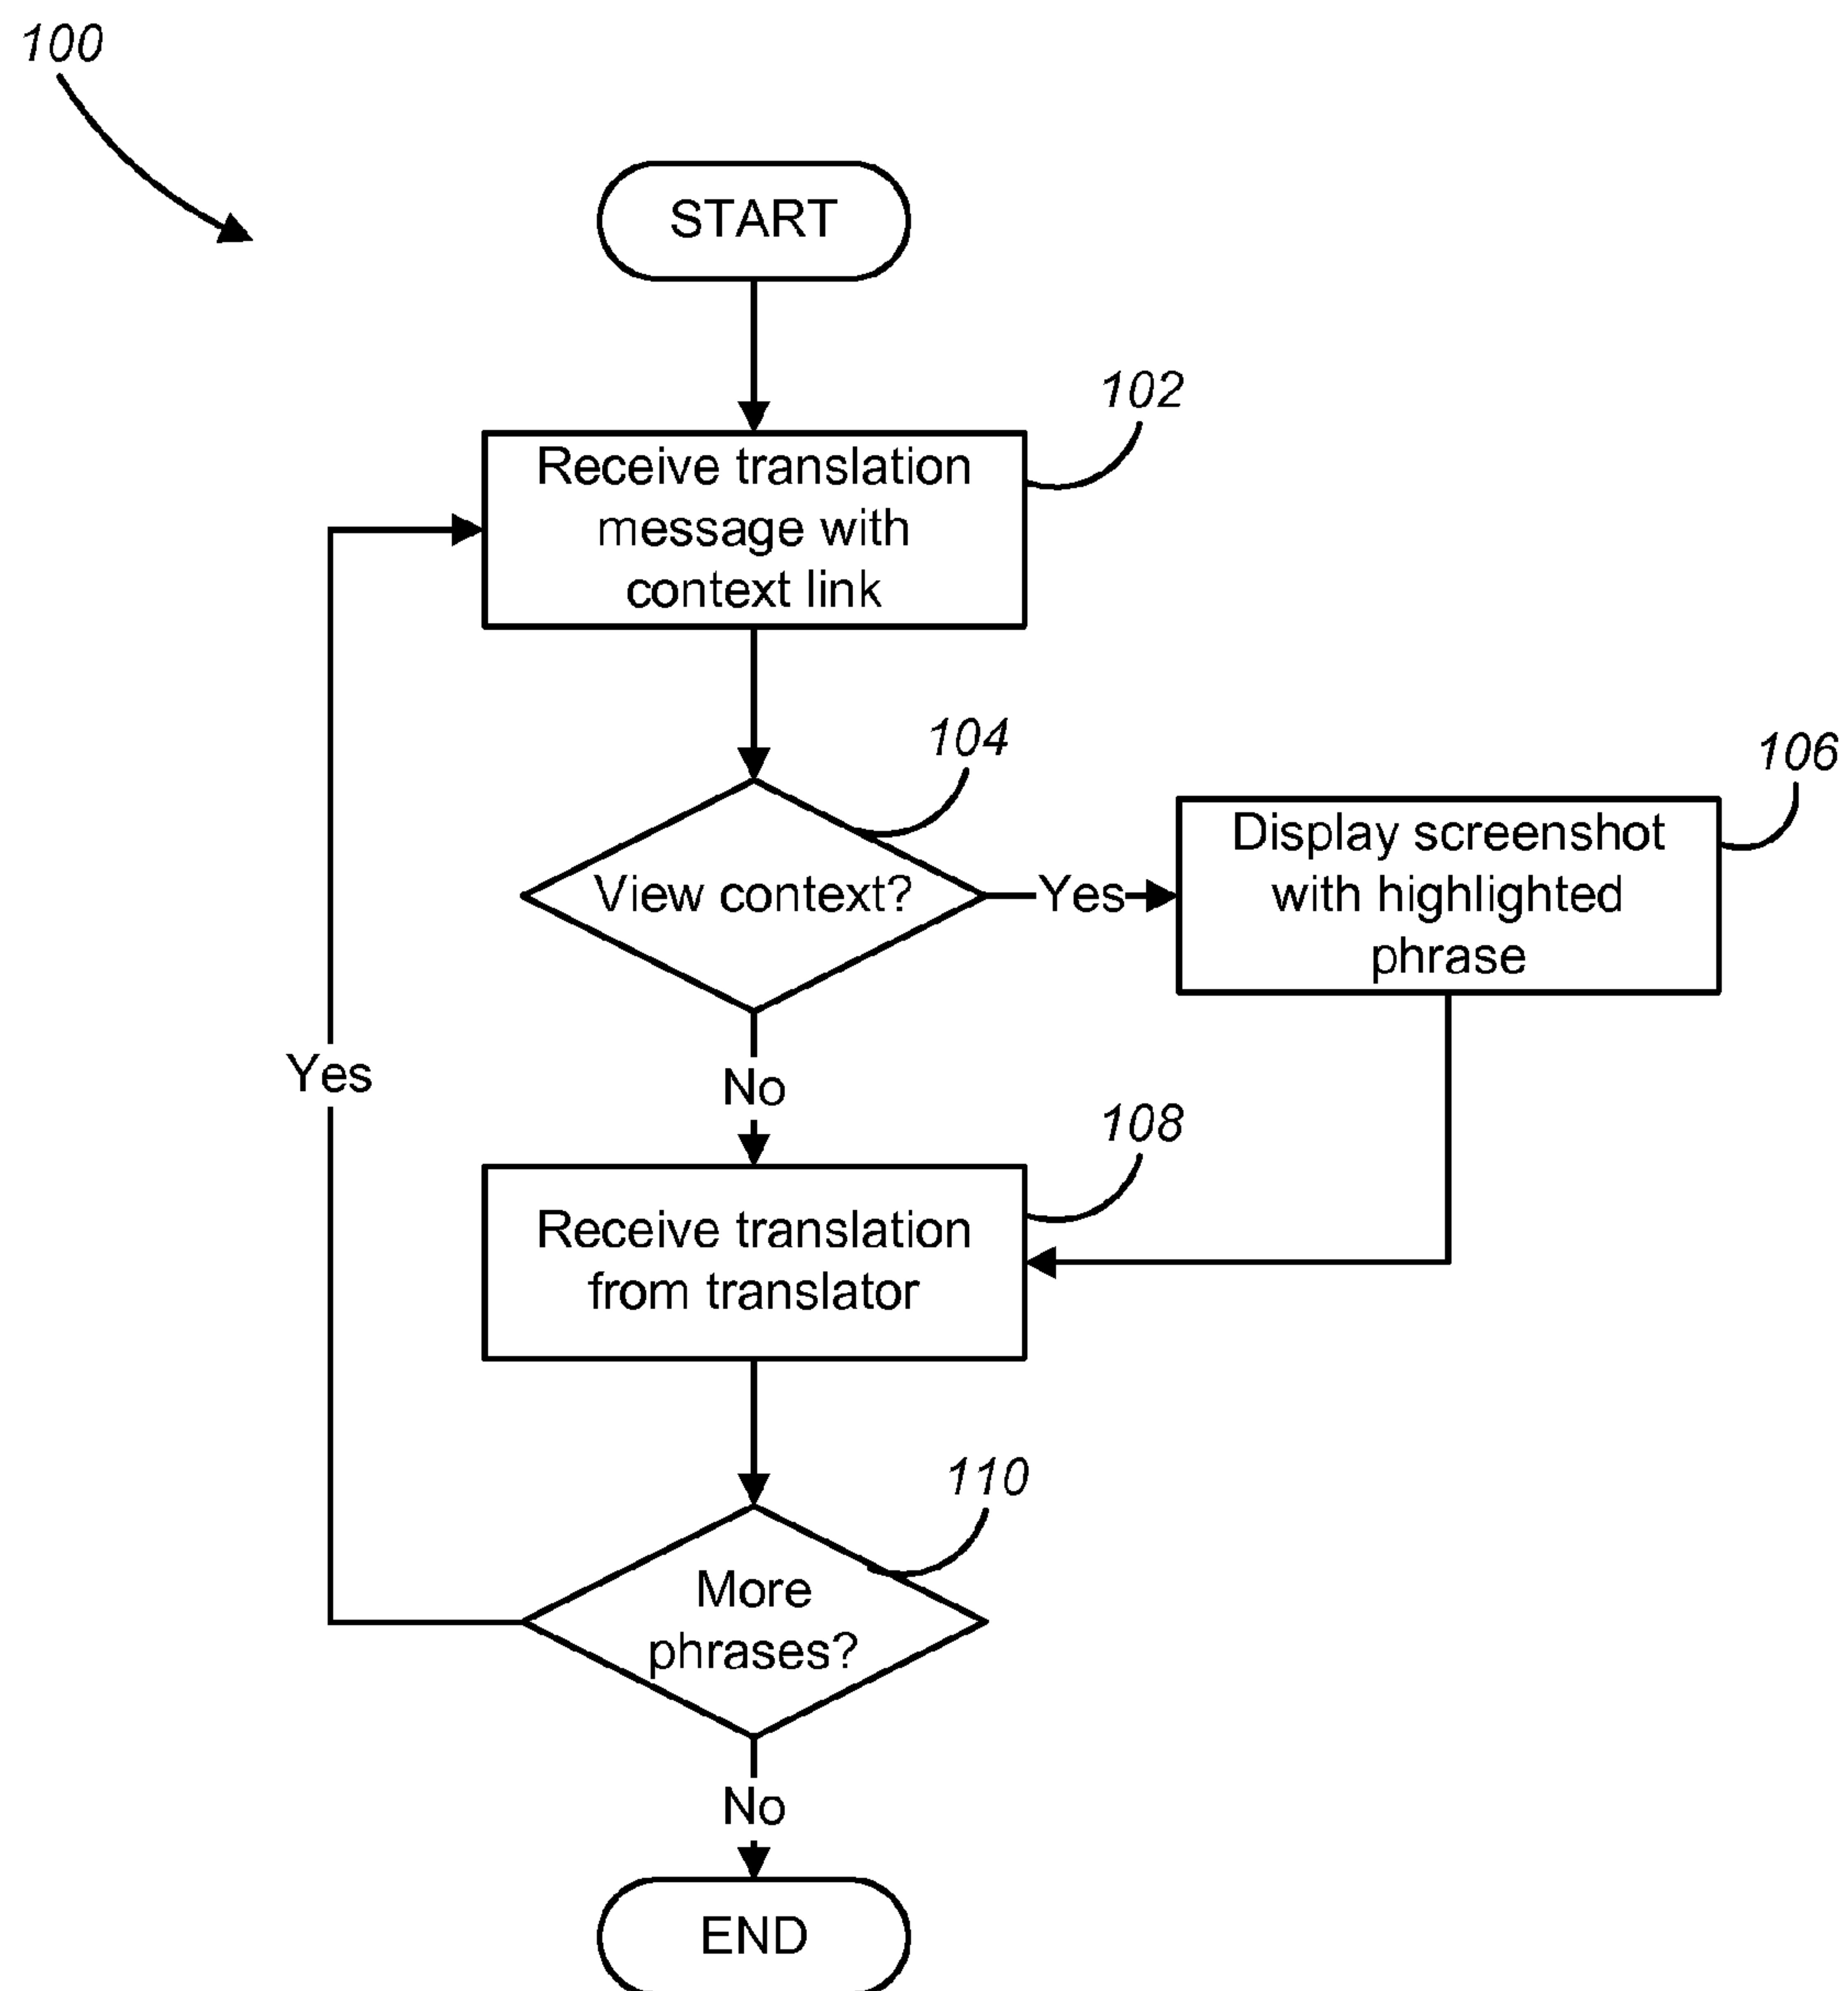 100
START
102
Receive translation
message with
context link
104
106
View context?
Yes
Display screenshot
with highlighted
phrase
Yes
No
108
Receive translation
from translator
110
More
phrases?
No
END